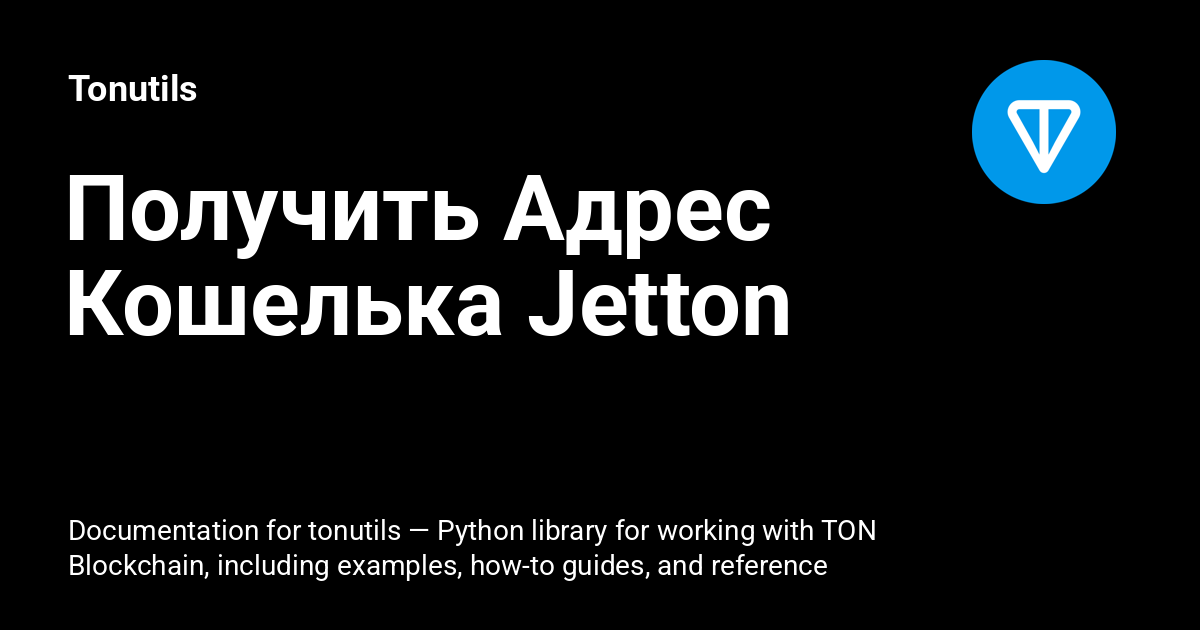 Tonutils
Получить Адрес
Кошелька Jetton
Documentation for tonutils — Python library for working with TON
Blockchain, including examples, how-to guides, and reference